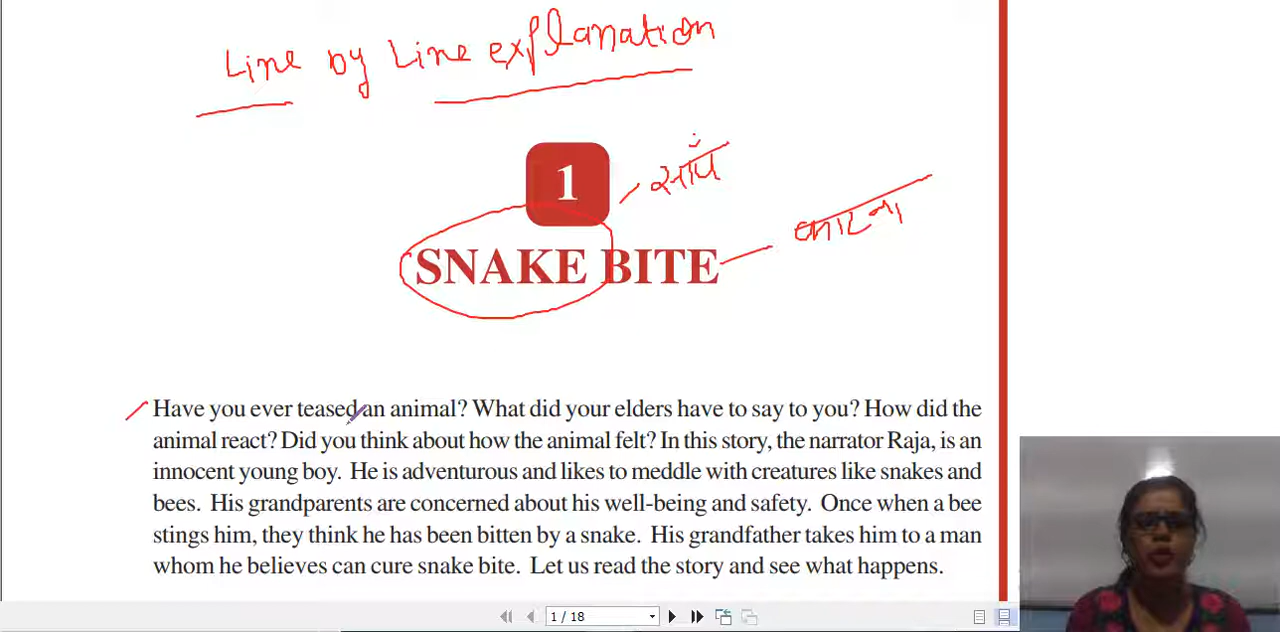 Line by Line explanation
1
सांप
SNAKE BITE
काटना
Have you ever teased an animal? What did your elders have to say to you? How did the
animal react? Did you think about how the animal felt? In this story, the narrator Raja, is an
innocent young boy. He is adventurous and likes to meddle with creatures like snakes and
bees. His grandparents are concerned about his well-being and safety. Once when a bee
stings him, they think he has been bitten by a snake. His grandfather takes him to a man
whom he believes can cure snake bite. Let us read the story and see what happens.
1 / 18